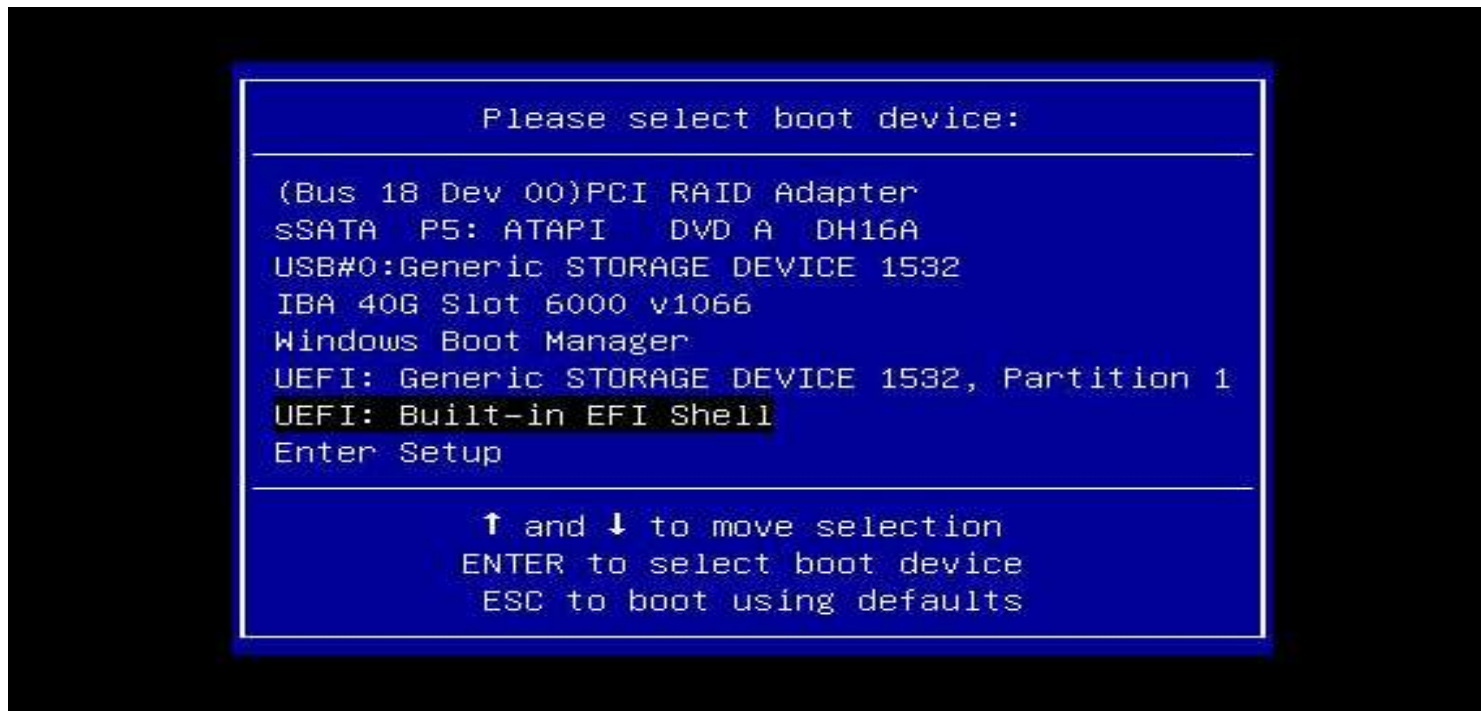 Please select boot device:
(Bus 18 Dev 00)PCI RAID Adapter
sSATA  P5: ATAPI   DVD A  DH16A
USB#0:Generic STORAGE DEVICE 1532
IBA 40G Slot 6000 v1066
Windows Boot Manager
UEFI: Generic STORAGE DEVICE 1532, Partition 1
UEFI: Built-in EFI Shell
Enter Setup
↑ and ↓ to move selection
ENTER to select boot device
ESC to boot using defaults